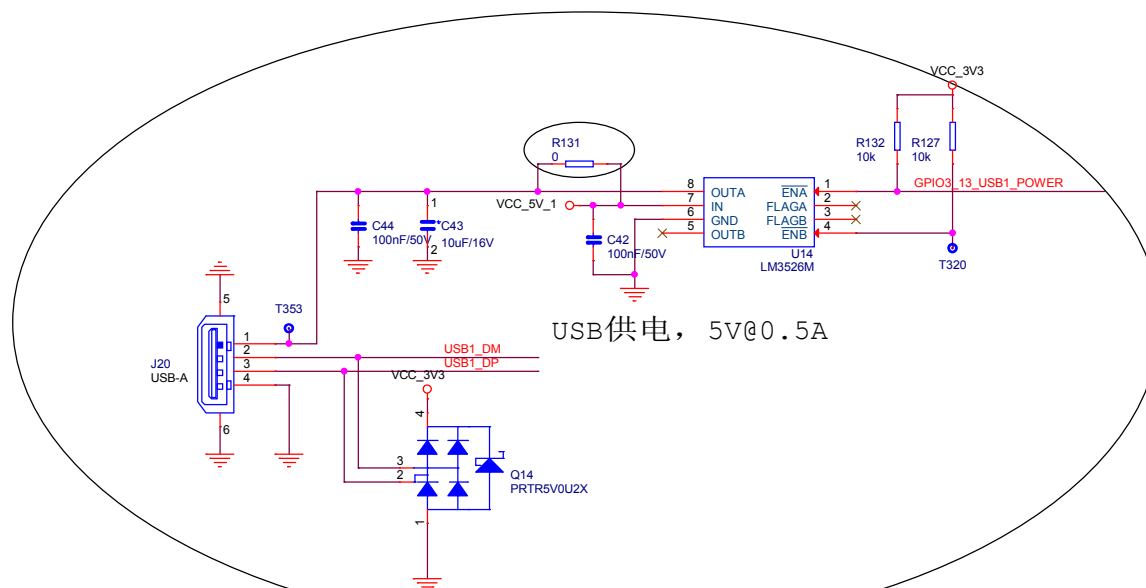 VCC_3V3
R131
0
R132
10k
R127
10k
8
7
6
5
OUTA
IN
GND
OUTB
ENA
FLAGA
FLAGB
ENB
1
2
3
4
GPIO3_13_USB1_POWER
VCC_5V_1
C44
100nF/50V
1
2
C43
10uF/16V
C42
100nF/50V
U14
LM3526M
T320
5
T353
USB供电，5V@0.5A
J20
USB-A
1
2
3
4
6
USB1_DM
USB1_DP
VCC_3V3
4
3
2
1
Q14
PRTR5V0U2X